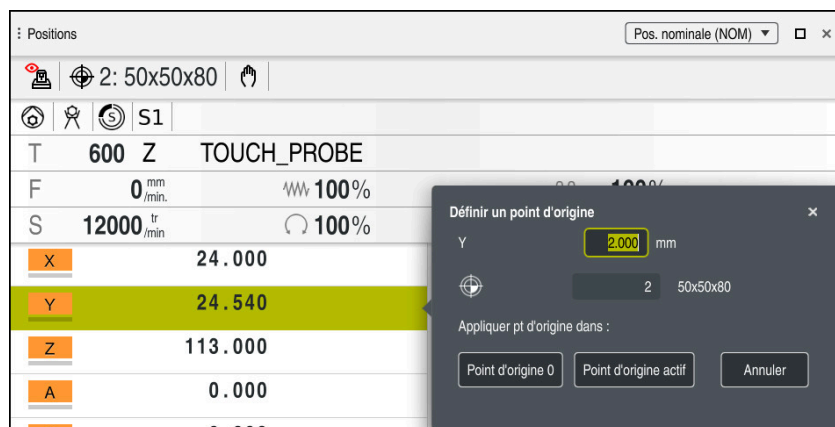 Positions
Pos. nominale (NOM)
2: 50x50x80
S S1
T 600 Z TOUCH_PROBE
F 0 mm/min. 100%
S 12000 tr/min 100%
X 24.000
Y 24.540
Z 113.000
A 0.000
Définir un point d'origine
Y 2.000 mm
2 50x50x80
Appliquer pt d'origine dans :
Point d'origine 0 Point d'origine actif Annuler